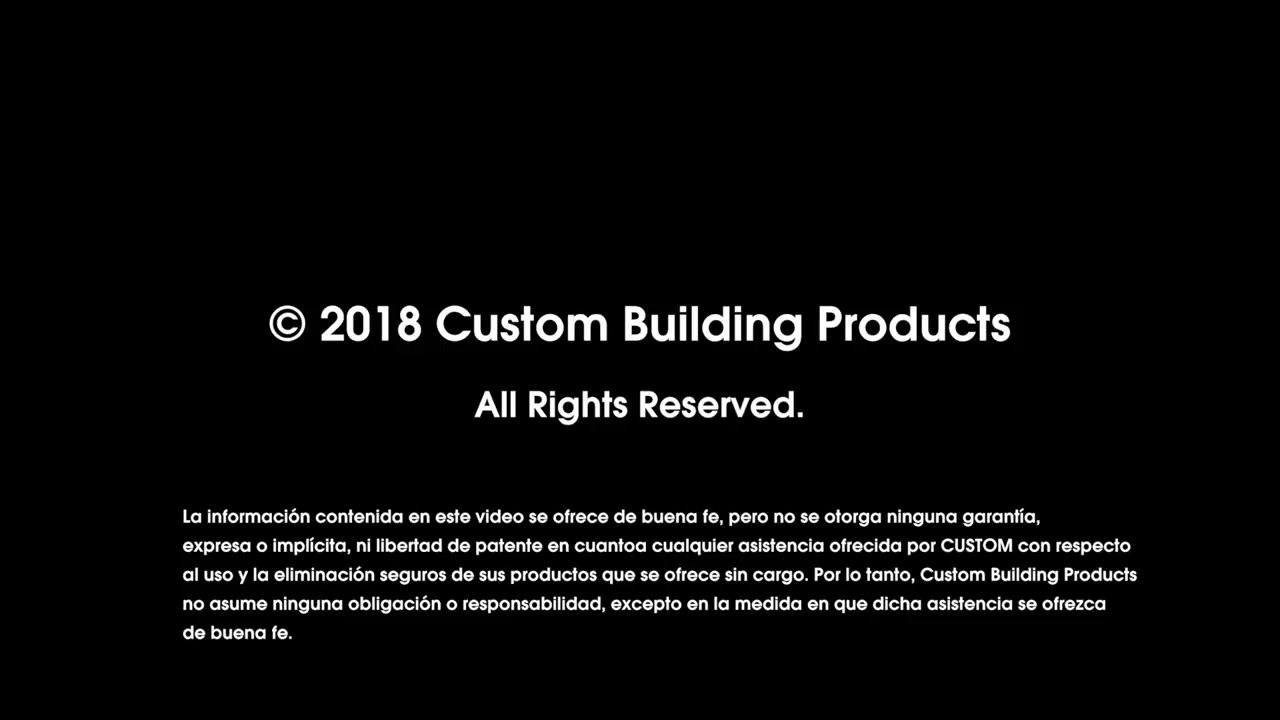 © 2018 Custom Building Products
All Rights Reserved.
La información contenida en este video se ofrece de buena fe, pero no se otorga ninguna garantía,
expresa o implícita, ni libertad de patente en cuantoa cualquier asistencia ofrecida por CUSTOM con respecto
al uso y la eliminación seguros de sus productos que se ofrece sin cargo. Por lo tanto, Custom Building Products
no asume ninguna obligación o responsabilidad, excepto en la medida en que dicha asistencia se ofrezca
de buena fe.